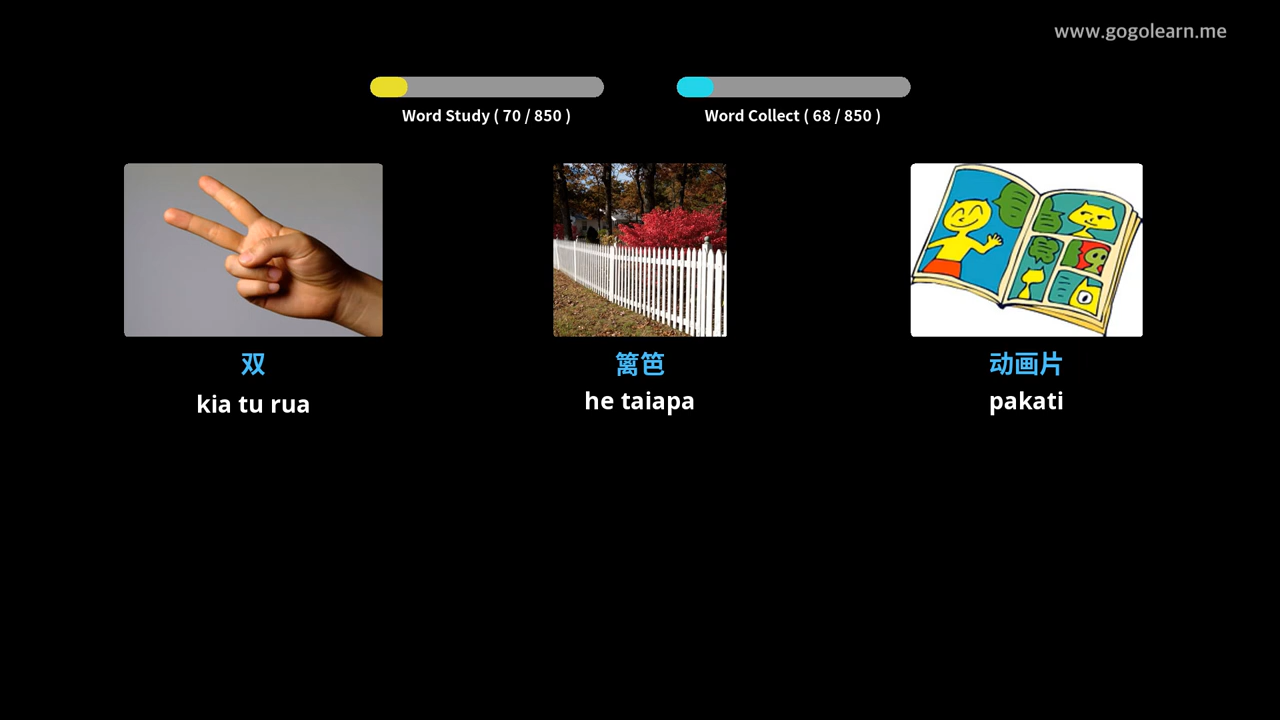 www.gogolearn.me
Word Study ( 70 / 850 )
Word Collect ( 68 / 850 )
双
篱笆
动画片
kia tu rua
he taiapa
pakati